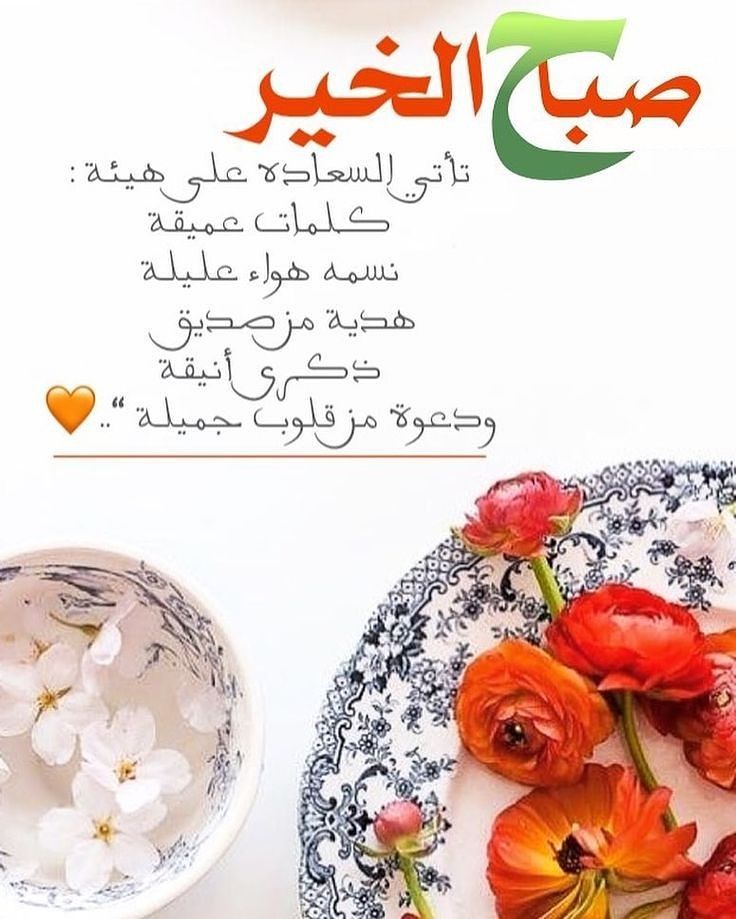 صباح الخير
تأتي السعاده على هيئة :
كلمات عميقة
نسمه هواء عليلة
هدية من صديق
ذكرى أنيقة
ودعوة من قلوب جميلة “..🧡